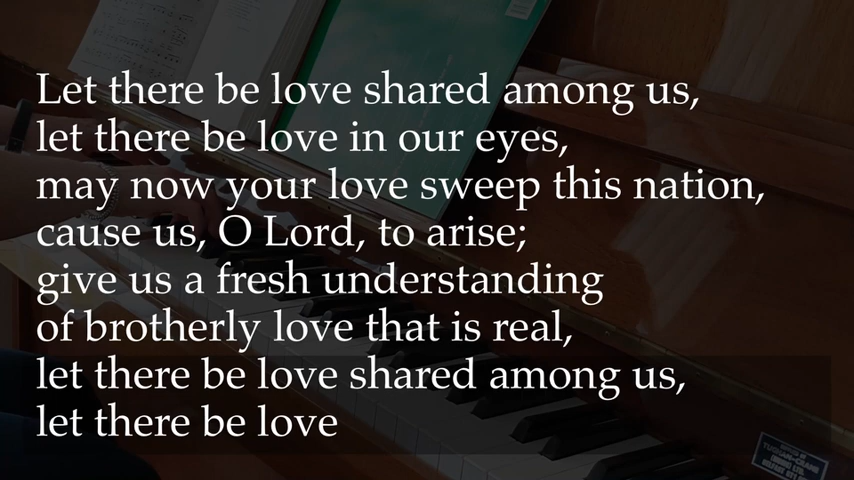 Let there be love shared among us,
let there be love in our eyes,
may now your love sweep this nation,
cause us, O Lord, to arise;
give us a fresh understanding
of brotherly love that is real,
let there be love shared among us,
let there be love